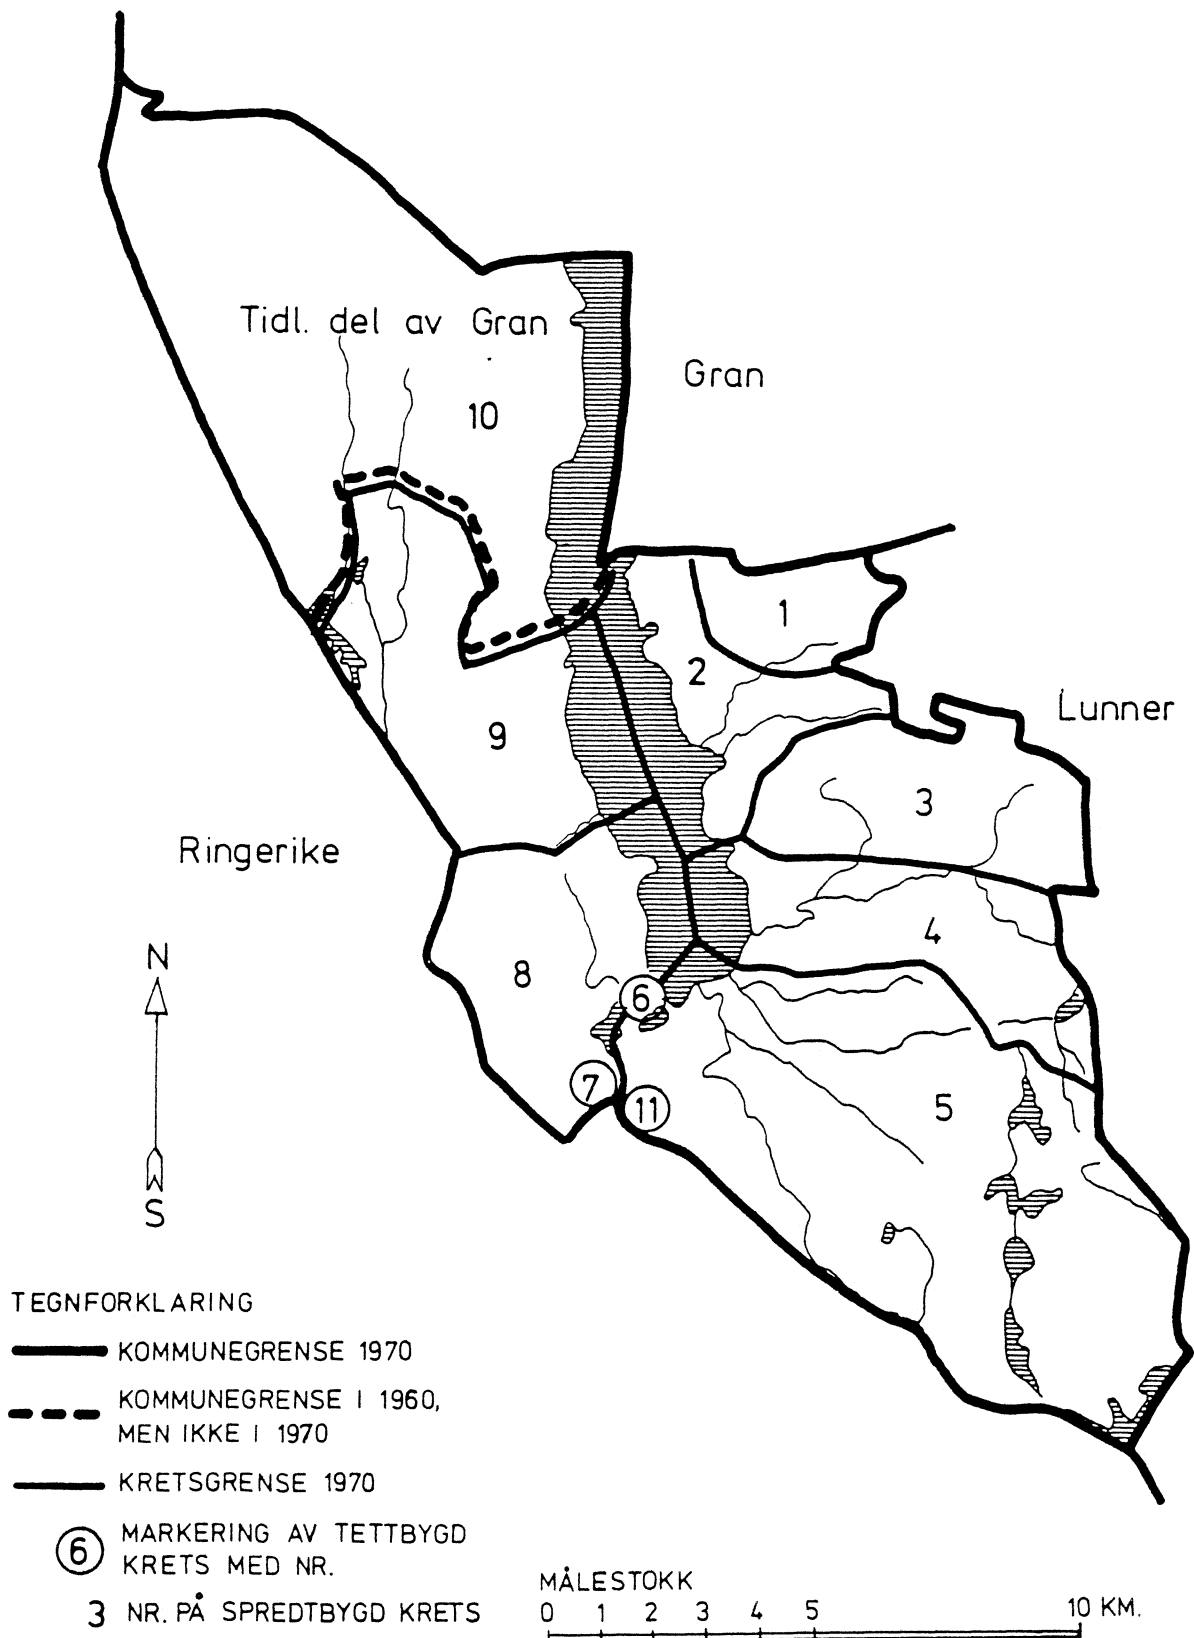 Tidl. del av Gran
Gran
10
1
2
Lunner
9
3
Ringerike
4
N
8
6
7
11
5
S
TEGNFORKLARING
KOMMUNEGRENSE 1970
KOMMUNEGRENSE I 1960,
MEN IKKE I 1970
KRETSGRENSE 1970
6 MARKERING AV TETTBYGD
KRETS MED NR.
3 NR. PÅ SPREDTBYGD KRETS
MÅLESTOKK
0 1 2 3 4 5 10 KM.